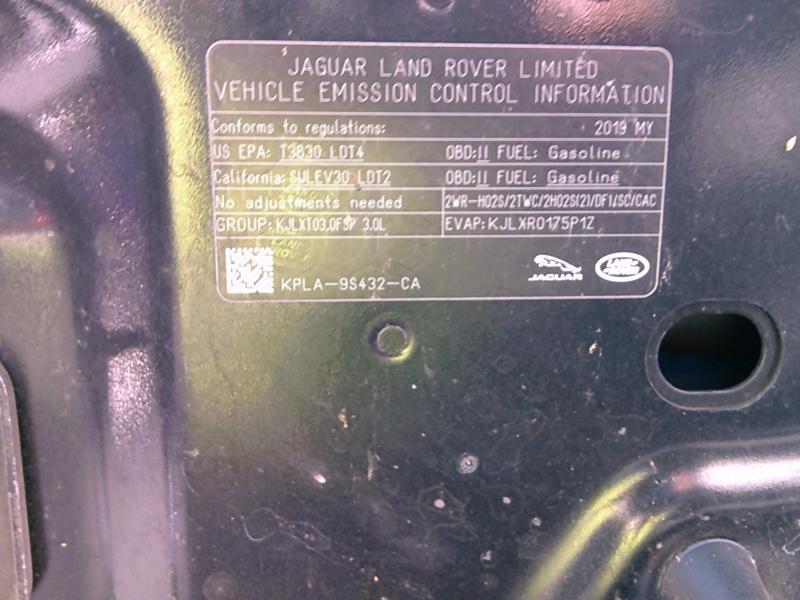 JAGUAR LAND ROVER LIMITED
VEHICLE EMISSION CONTROL INFORMATION
Conforms to regulations: 2019 MY
US EPA: T3B30 LDT4 OBD:II FUEL: Gasoline
California: SULEV30 LDT2 OBD:II FUEL: Gasoline
No adjustments needed 2WR-HO2S/2TWC/2HO2S(2)/DFI/SC/CAC
GROUP: KJLXT03.0FSP 3.0L EVAP: KJLXR0175P1Z
KPLA-9S432-CA JAGUAR LAND ROVER